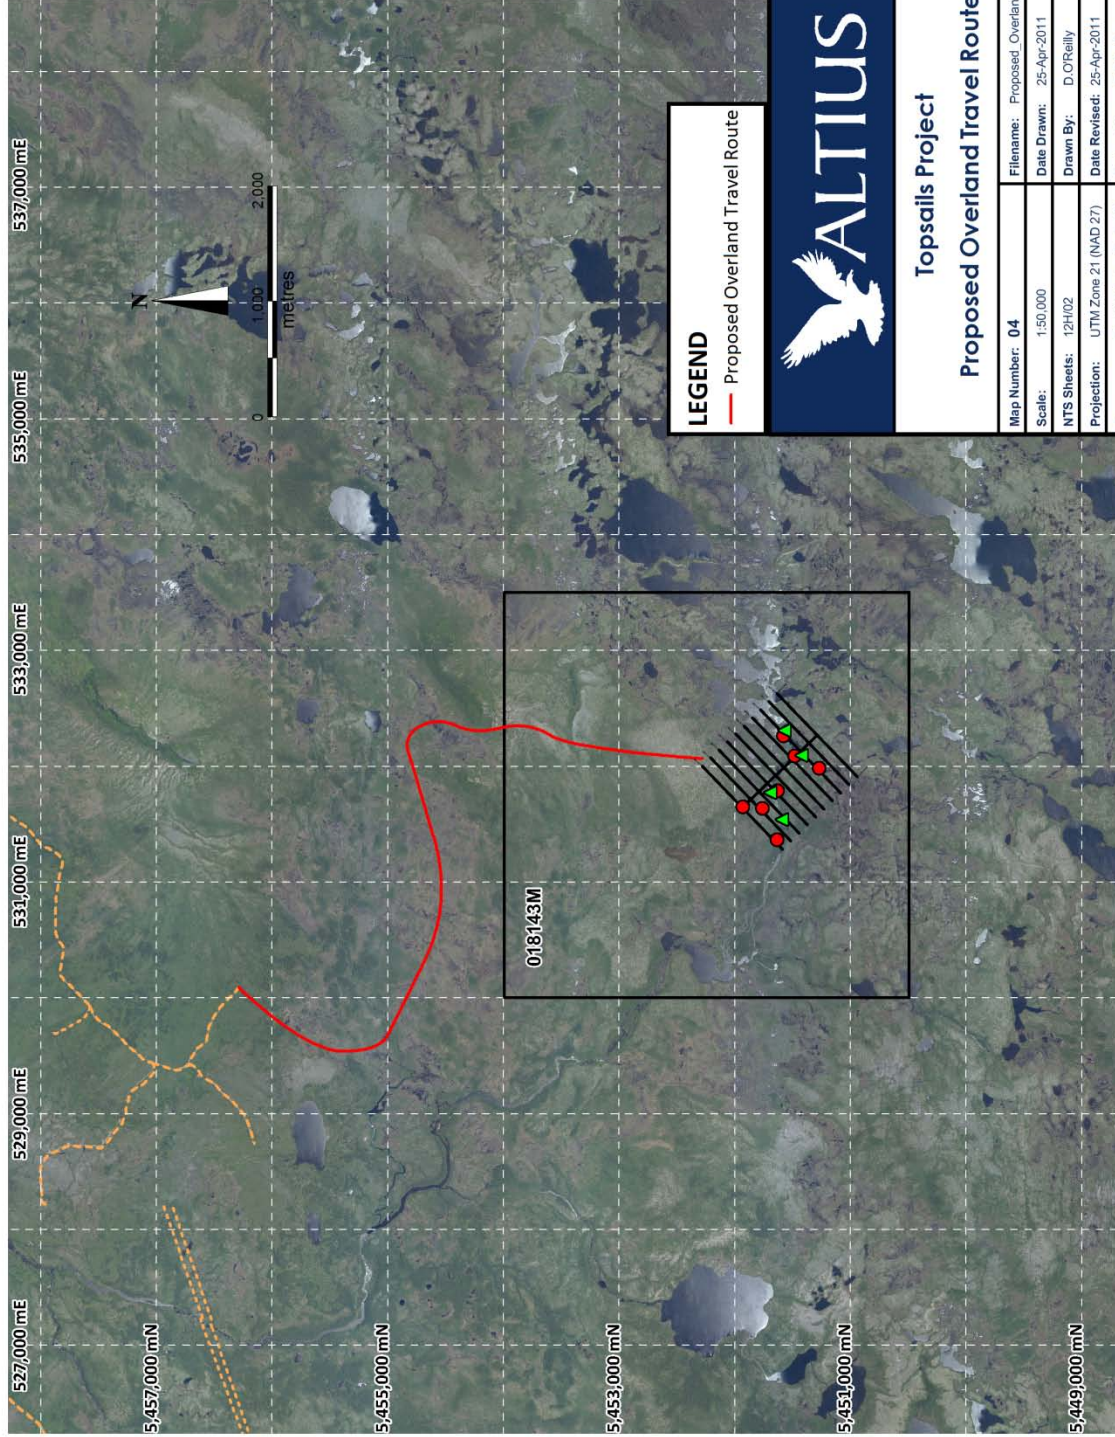 527,000 mE
529,000 mE
531,000 mE
533,000 mE
535,000 mE
537,000 mE
5,457,000 mN
5,455,000 mN
5,453,000 mN
5,451,000 mN
5,449,000 mN
N
0
1,000
2,000
metres
018143M
LEGEND
Proposed Overland Travel Route
ALTIUS
Topsails Project
Proposed Overland Travel Route
Map Number: 04
Scale: 1:50,000
NTS Sheets: 12H/02
Projection: UTM Zone 21 (NAD 27)
Filename: Proposed_Overlan
Date Drawn: 25-Apr-2011
Drawn By: D.O'Reilly
Date Revised: 25-Apr-2011